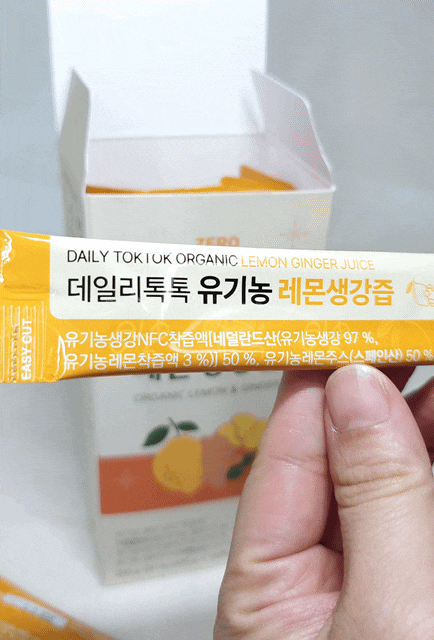 ZERO
DAILY TOKTOK ORGANIC LEMON GINGER JUICE
데일리톡톡 유기농 레몬생강즙
유기농생강NFC착즙액[네덜란드산(유기농생강 97 %,
유기농레몬착즙액 3 %)] 50 %, 유기농레몬주스(스페인산) 50 %
EASY CUT
ORGANIC LEMON & GINGER